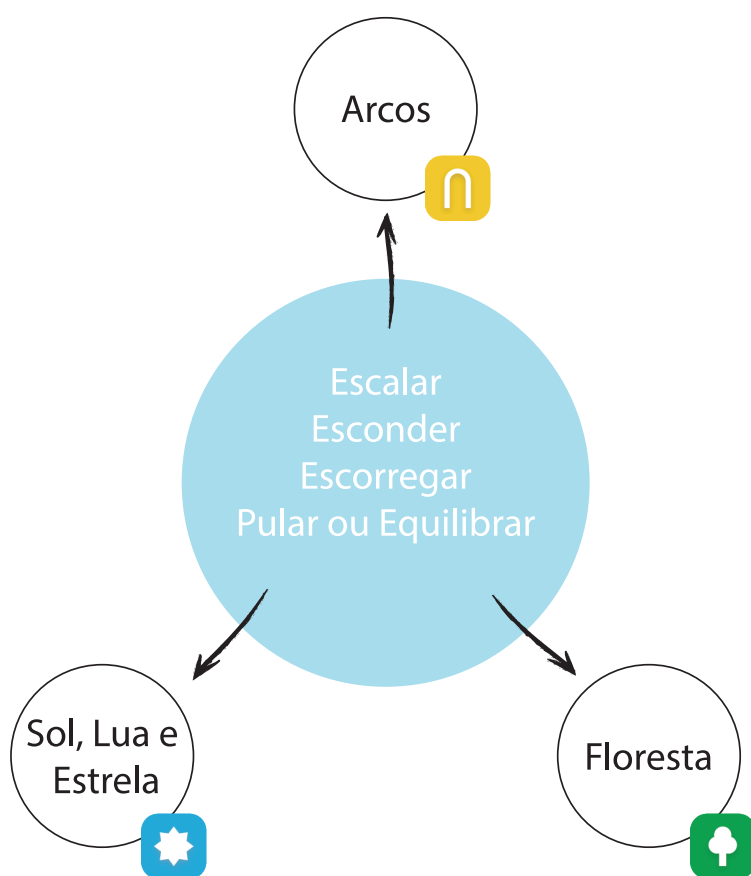 Arcos
Escalar
Esconder
Escorregar
Pular ou Equilibrar
Sol, Lua e
Estrela
Floresta